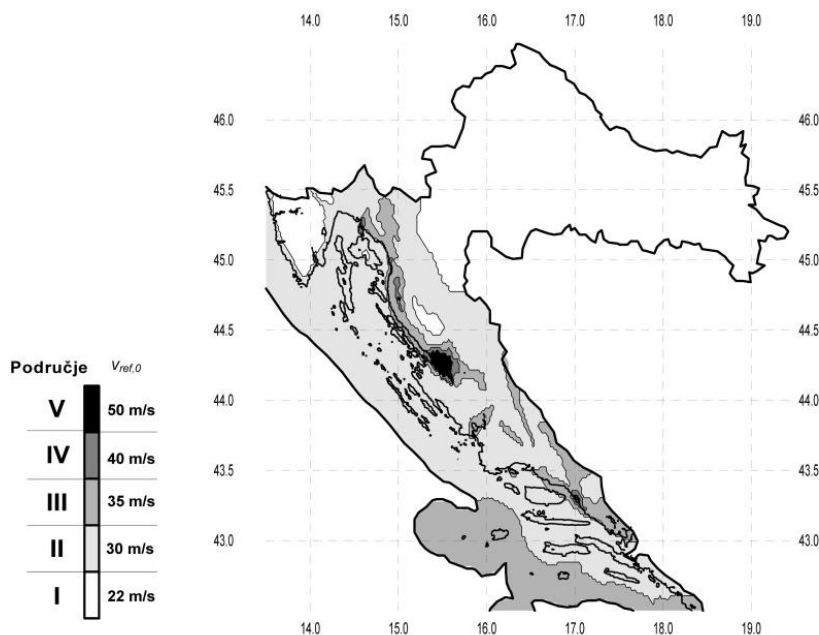 14.0 15.0 16.0 17.0 18.0 19.0
46.0 46.0
45.5 45.5
45.0 45.0
44.5 44.5
44.0 44.0
43.5 43.5
43.0 43.0
14.0 15.0 16.0 17.0 18.0 19.0
Područje Vref,0
V 50 m/s
IV 40 m/s
III 35 m/s
II 30 m/s
I 22 m/s